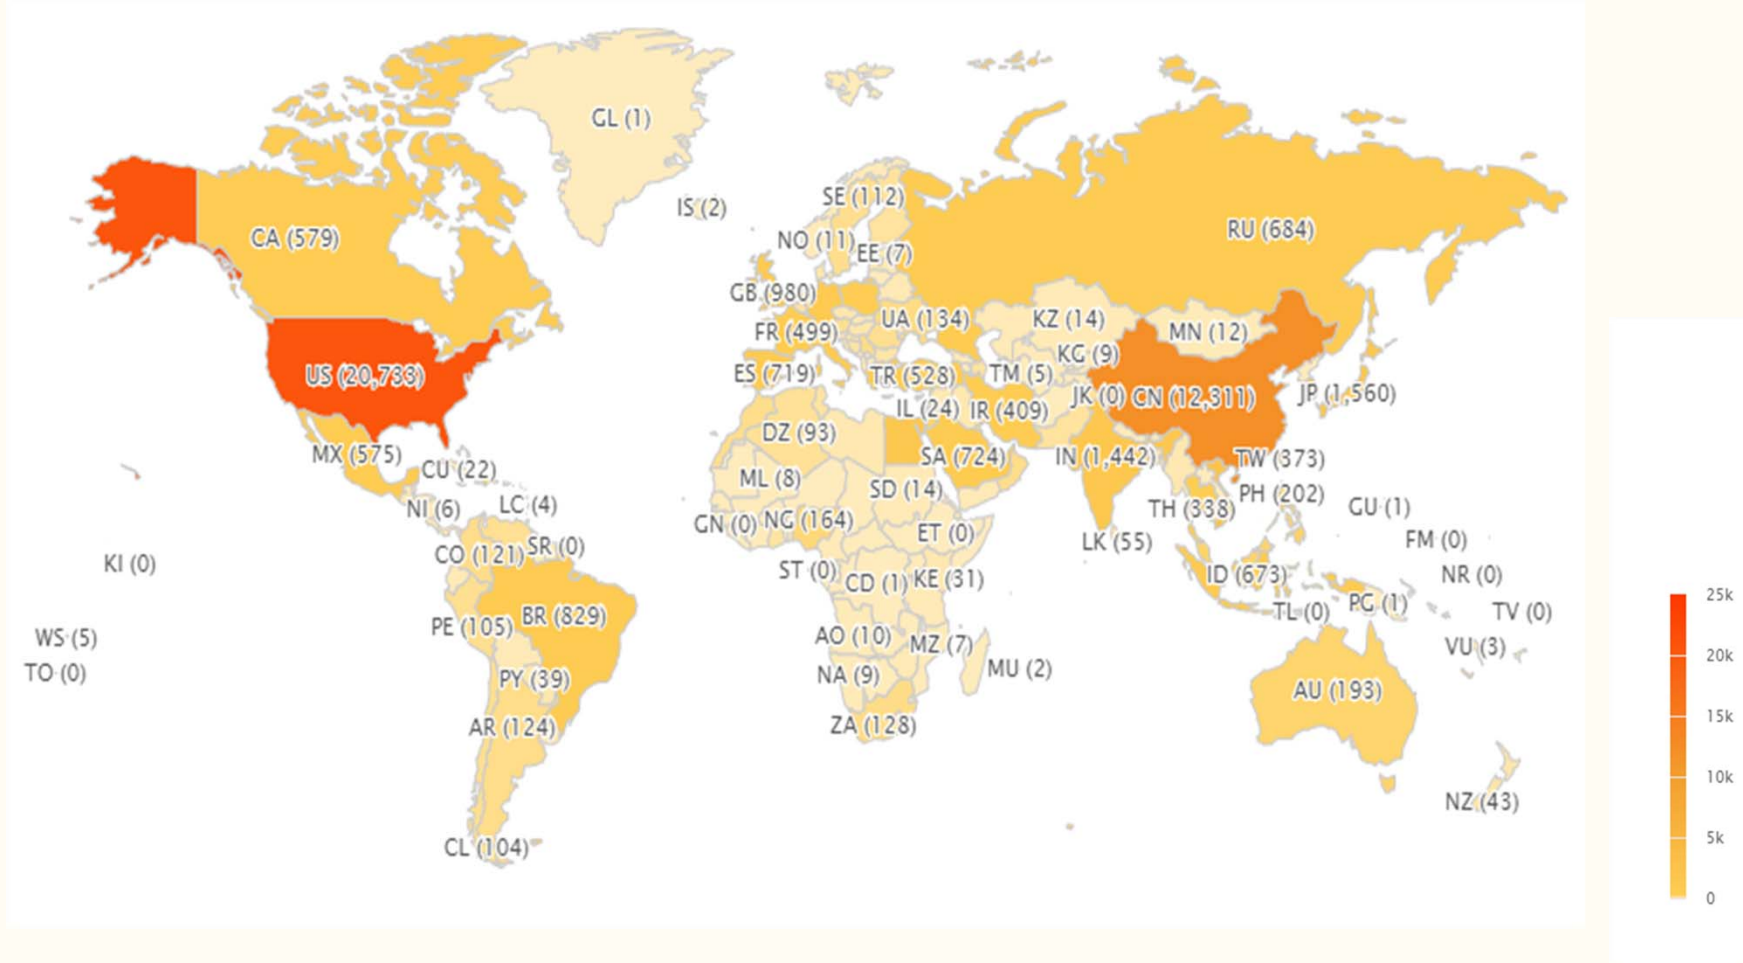 GL (1)
SE (112)
IS (2)
RU (684)
CA (579)
NO (11)
EE (7)
GB (980)
UA (134)
KZ (14)
MN (12)
FR (499)
KG (9)
US (20,733)
ES (719)
TR (528)
TM (5)
JK (0)
CN (12,311)
JP (1,560)
IL (24)
IR (409)
DZ (93)
MX (575)
CU (22)
SA (724)
IN (1,442)
TW (373)
ML (8)
SD (14)
PH (202)
NI (6)
LC (4)
TH (338)
GU (1)
GN (0)
NG (164)
ET (0)
LK (55)
FM (0)
CO (121)
SR (0)
KI (0)
ST (0)
CD (1)
KE (31)
ID (673)
NR (0)
25k
PE (105)
BR (829)
TL (0)
PG (1)
TV (0)
WS (5)
AO (10)
MZ (7)
VU (3)
20k
TO (0)
PY (39)
NA (9)
MU (2)
AU (193)
15k
AR (124)
ZA (128)
10k
NZ (43)
5k
CL (104)
0